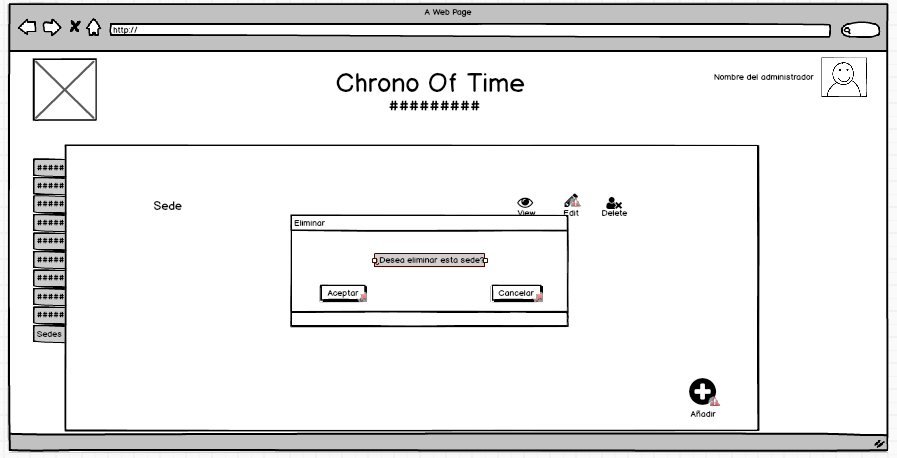 A Web Page
http://
Chrono Of Time
#########
Nombre del administrador
#####
#####
#####
#####
#####
#####
#####
#####
#####
Sedes
Sede
View
Edit
Delete
Eliminar
¿Desea eliminar esta sede?
Aceptar
Cancelar
Añadir